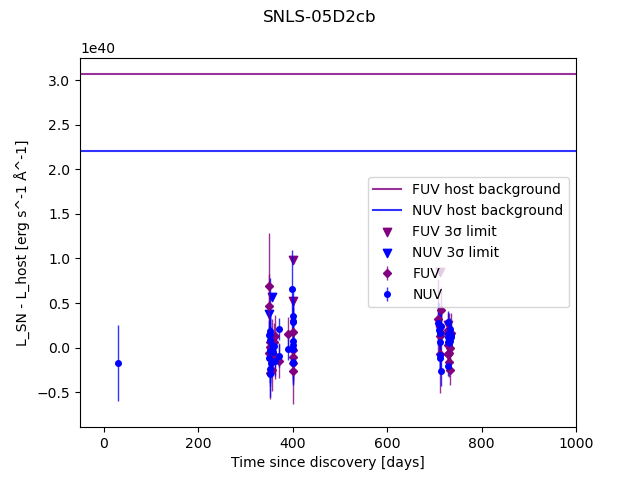 SNLS-05D2cb
1e40
3.0
2.5
2.0
1.5
1.0
0.5
0.0
−0.5
L_SN - L_host [erg s^-1 Å^-1]
FUV host background
NUV host background
FUV 3σ limit
NUV 3σ limit
FUV
NUV
0 200 400 600 800 1000
Time since discovery [days]